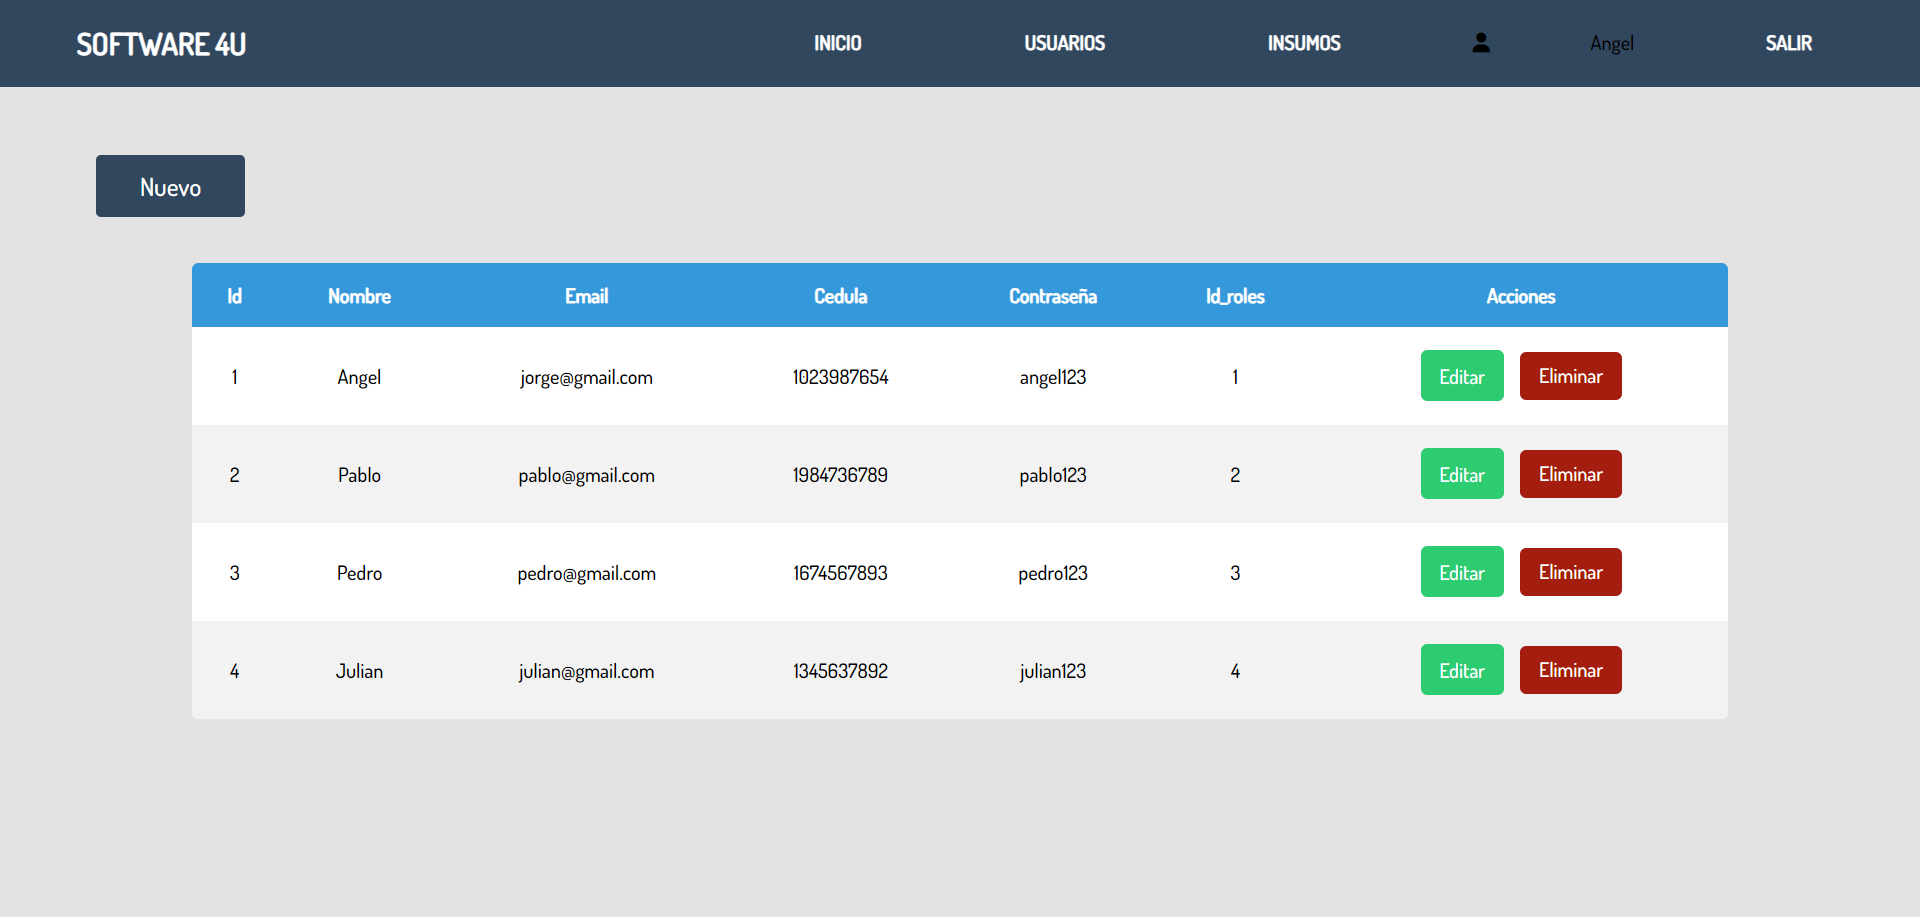 SOFTWARE 4U INICIO USUARIOS INSUMOS Angel SALIR
Nuevo
Id Nombre Email Cedula Contraseña Id_roles Acciones
1 Angel jorge@gmail.com 1023987654 angel123 1 Editar Eliminar
2 Pablo pablo@gmail.com 1984736789 pablo123 2 Editar Eliminar
3 Pedro pedro@gmail.com 1674567893 pedro123 3 Editar Eliminar
4 Julian julian@gmail.com 1345637892 julian123 4 Editar Eliminar